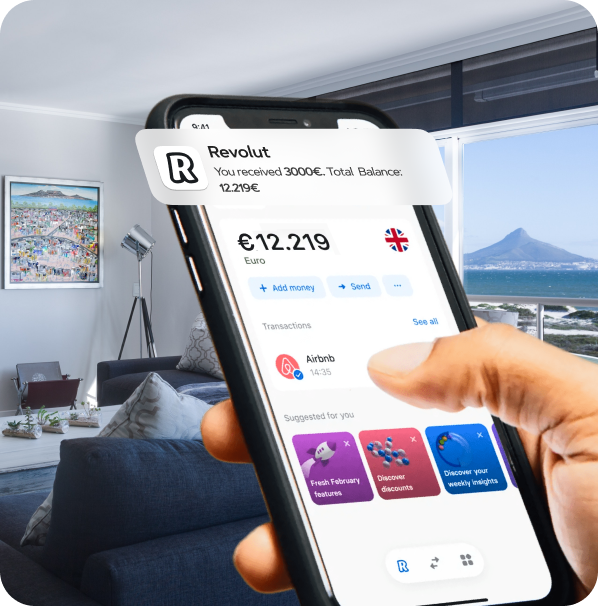 9:41
R
Revolut
You received 3000€. Total Balance:
12.219€
€12.219
Euro
+ Add money
→ Send
...
Transactions
See all
Airbnb
14:35
Suggested for you
Fresh February
features
Discover
discounts
Discover your
weekly insights
R